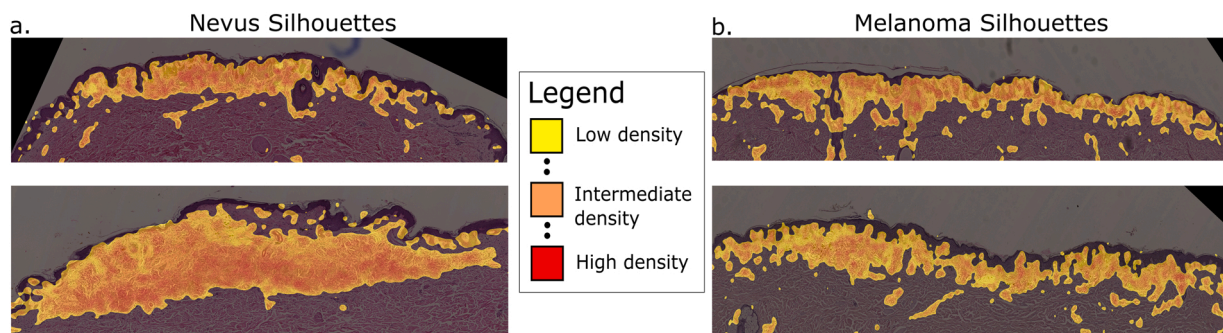 a.
Nevus Silhouettes
b.
Melanoma Silhouettes
Legend
Low density
Intermediate
density
High density